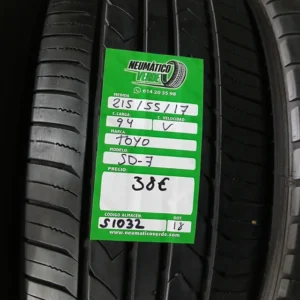 NEUMATICO
VERDE
614 20 25 98
MEDIDA: 215/55/17
C.CARGA: 94 C. VELOCIDAD: V
MARCA: TOYO
MODELO: SD-7
PRECIO:
38€
CODIGO ALMACEN: S1032 DOT 18
www.neumaticoverde.com